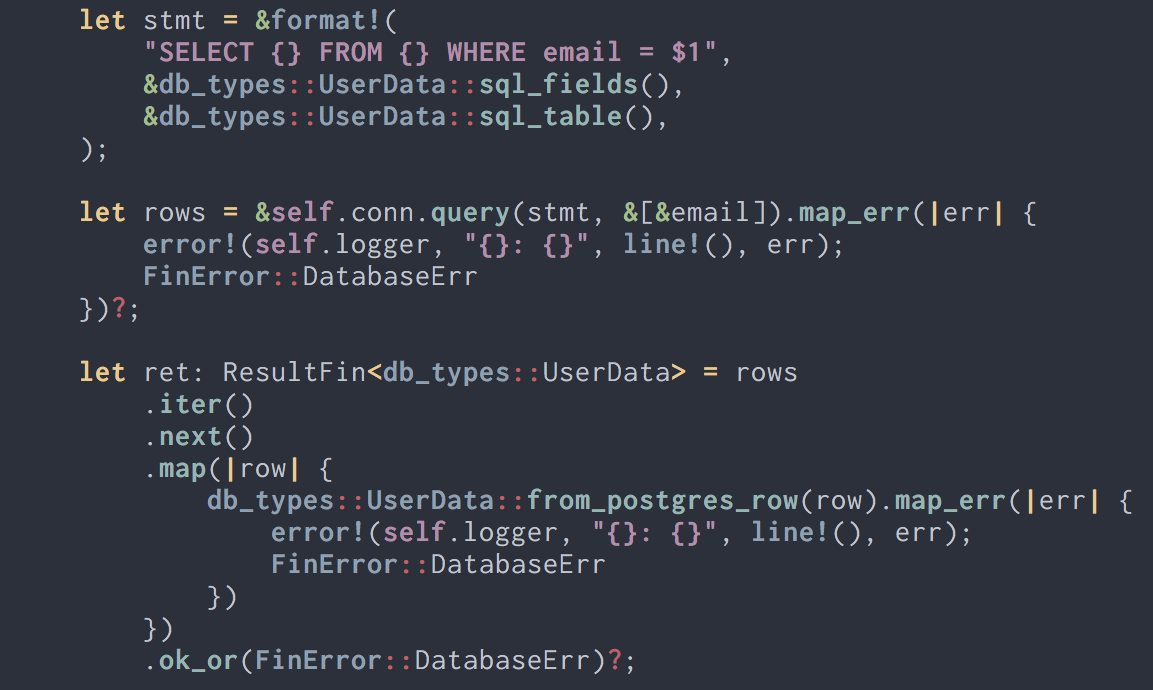 let stmt = &format!(
    "SELECT {} FROM {} WHERE email = $1",
    &db_types::UserData::sql_fields(),
    &db_types::UserData::sql_table(),
);

let rows = &self.conn.query(stmt, &[&email]).map_err(|err| {
    error!(self.logger, "{}: {}", line!(), err);
    FinError::DatabaseErr
})?;

let ret: ResultFin<db_types::UserData> = rows
    .iter()
    .next()
    .map(|row| {
        db_types::UserData::from_postgres_row(row).map_err(|err| {
            error!(self.logger, "{}: {}", line!(), err);
            FinError::DatabaseErr
        })
    })
    .ok_or(FinError::DatabaseErr)?;